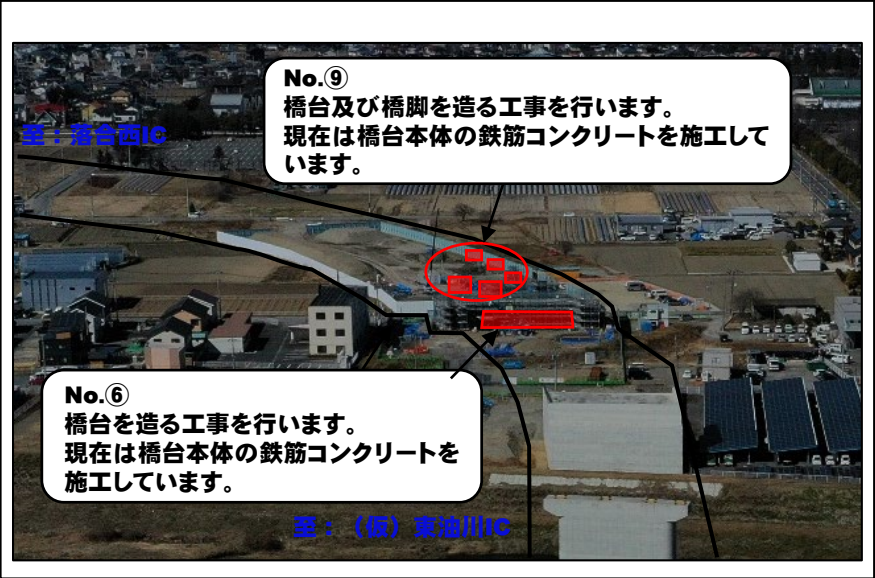 No.⑨
橋台及び橋脚を造る工事を行います。
現在は橋台本体の鉄筋コンクリートを施工して
います。
至：落合西IC
No.⑥
橋台を造る工事を行います。
現在は橋台本体の鉄筋コンクリートを
施工しています。
至：（仮）東油川IC